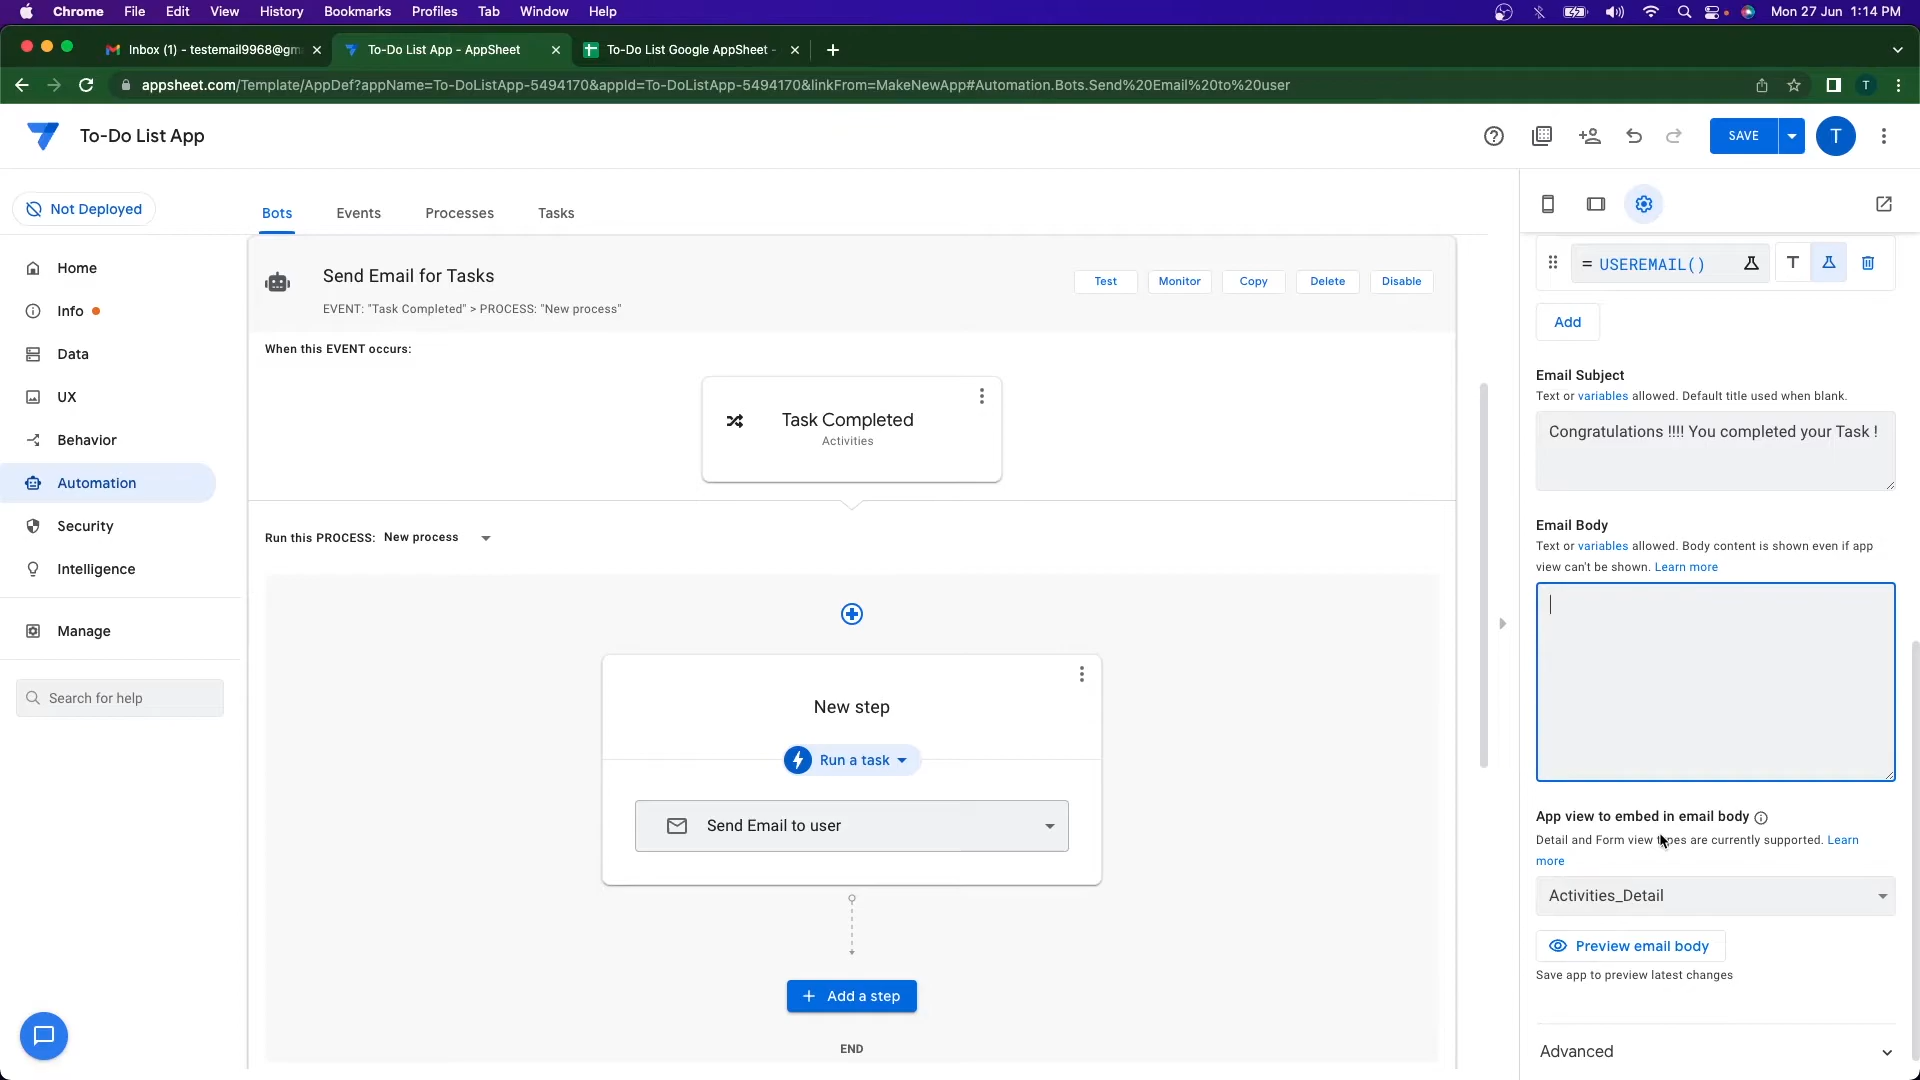 Chrome File Edit View History Bookmarks Profiles Tab Window Help Mon 27 Jun 1:14 PM
Inbox (1) - testemail9968@gm To-Do List App - AppSheet To-Do List Google AppSheet -
appsheet.com/Template/AppDef?appName=To-DoListApp-5494170&appId=To-DoListApp-5494170&linkFrom=MakeNewApp#Automation.Bots.Send%20Email%20to%20user T
To-Do List App SAVE T
Not Deployed
Home
Info
Data
UX
Behavior
Automation
Security
Intelligence
Manage
Search for help
Bots Events Processes Tasks
Send Email for Tasks
EVENT: "Task Completed" > PROCESS: "New process"
Test Monitor Copy Delete Disable
When this EVENT occurs:
Task Completed
Activities
Run this PROCESS: New process
New step
Run a task
Send Email to user
+ Add a step
END
= USEREMAIL() T
Add
Email Subject
Text or variables allowed. Default title used when blank.
Congratulations !!!! You completed your Task !
Email Body
Text or variables allowed. Body content is shown even if app
view can't be shown. Learn more
App view to embed in email body
Detail and Form view types are currently supported. Learn
more
Activities_Detail
Preview email body
Save app to preview latest changes
Advanced